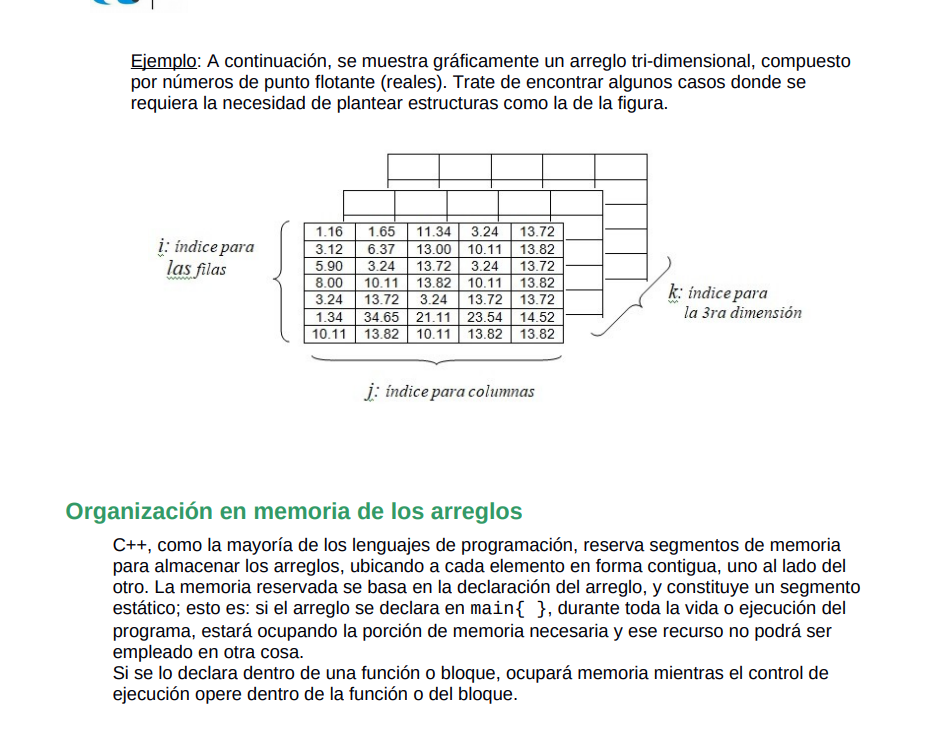 Ejemplo: A continuación, se muestra gráficamente un arreglo tri-dimensional, compuesto
por números de punto flotante (reales). Trate de encontrar algunos casos donde se
requiera la necesidad de plantear estructuras como la de la figura.
i: índice para
las filas
1.16 1.65 11.34 3.24 13.72
3.12 6.37 13.00 10.11 13.82
5.90 3.24 13.72 3.24 13.72
8.00 10.11 13.82 10.11 13.82
3.24 13.72 3.24 13.72 13.72
1.34 34.65 21.11 23.54 14.52
10.11 13.82 10.11 13.82 13.82
k: índice para
la 3ra dimensión
j: índice para columnas
Organización en memoria de los arreglos
C++, como la mayoría de los lenguajes de programación, reserva segmentos de memoria
para almacenar los arreglos, ubicando a cada elemento en forma contigua, uno al lado del
otro. La memoria reservada se basa en la declaración del arreglo, y constituye un segmento
estático; esto es: si el arreglo se declara en main{ }, durante toda la vida o ejecución del
programa, estará ocupando la porción de memoria necesaria y ese recurso no podrá ser
empleado en otra cosa.
Si se lo declara dentro de una función o bloque, ocupará memoria mientras el control de
ejecución opere dentro de la función o del bloque.